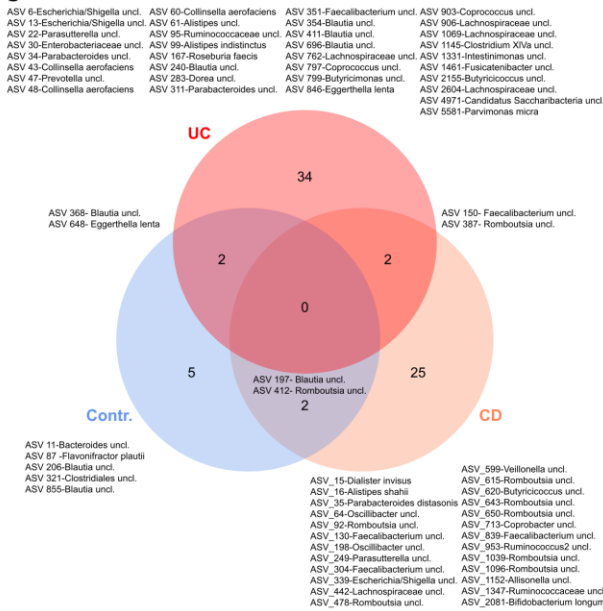 ASV 6-Escherichia/Shigella uncl.
ASV 13-Escherichia/Shigella uncl.
ASV 22-Parasutterella uncl.
ASV 30-Enterobacteriaceae uncl.
ASV 34-Parabacteroides uncl.
ASV 43-Collinsella aerofaciens
ASV 47-Prevotella uncl.
ASV 48-Collinsella aerofaciens
ASV 60-Collinsella aerofaciens
ASV 61-Alistipes uncl.
ASV 95-Ruminococcaceae uncl.
ASV 99-Alistipes indistinctus
ASV 167-Roseburia faecis
ASV 240-Blautia uncl.
ASV 283-Dorea uncl.
ASV 311-Parabacteroides uncl.
ASV 351-Faecalibacterium uncl.
ASV 354-Blautia uncl.
ASV 411-Blautia uncl.
ASV 696-Blautia uncl.
ASV 762-Lachnospiraceae uncl.
ASV 797-Coprococcus uncl.
ASV 799-Butyricimonas uncl.
ASV 846-Eggerthella lenta
ASV 903-Coprococcus uncl.
ASV 906-Lachnospiraceae uncl.
ASV 1069-Lachnospiraceae uncl.
ASV 1145-Clostridium XIVa uncl.
ASV 1331-Intestinimonas uncl.
ASV 1461-Fusicatenibacter uncl.
ASV 2155-Butyricicoccus uncl.
ASV 2604-Lachnospiraceae uncl.
ASV 4971-Candidatus Saccharibacteria uncl.
ASV 5581-Parvimonas micra
UC
34
ASV 368- Blautia uncl.
ASV 648- Eggerthella lenta
ASV 150- Faecalibacterium uncl.
ASV 387- Romboutsia uncl.
2
2
0
5
ASV 197- Blautia uncl.
ASV 412- Romboutsia uncl.
2
25
Contr.
CD
ASV 11-Bacteroides uncl.
ASV 87 -Flavonifractor plautii
ASV 206-Blautia uncl.
ASV 321-Clostridiales uncl.
ASV 855-Blautia uncl.
ASV_15-Dialister invisus
ASV_16-Alistipes shahii
ASV_35-Parabacteroides distasonis
ASV_64-Oscillibacter uncl.
ASV_92-Romboutsia uncl.
ASV_130-Faecalibacterium uncl.
ASV_198-Oscillibacter uncl.
ASV_249-Parasutterella uncl.
ASV_304-Faecalibacterium uncl.
ASV_339-Escherichia/Shigella uncl.
ASV_442-Lachnospiraceae uncl.
ASV_478-Romboutsia uncl.
ASV_599-Veillonella uncl.
ASV_615-Romboutsia uncl.
ASV_620-Butyricicoccus uncl.
ASV_643-Romboutsia uncl.
ASV_650-Romboutsia uncl.
ASV_713-Coprobacter uncl.
ASV_839-Faecalibacterium uncl.
ASV_953-Ruminococcus2 uncl.
ASV_1039-Romboutsia uncl.
ASV_1096-Romboutsia uncl.
ASV_1152-Allisonella uncl.
ASV_1347-Ruminococcaceae uncl
ASV_2081-Bifidobacterium longum